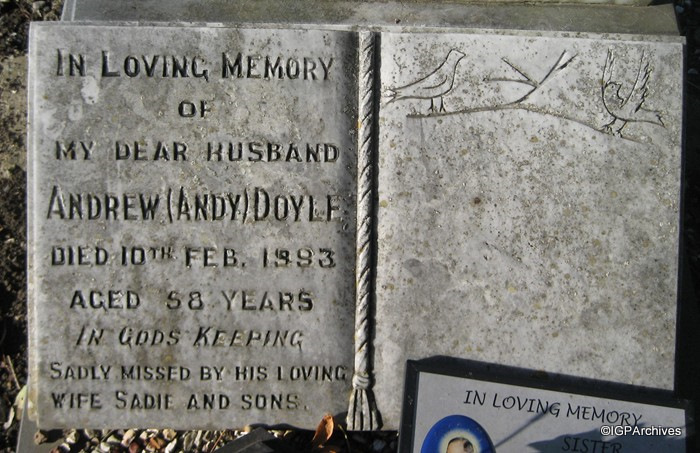 IN LOVING MEMORY
OF
MY DEAR HUSBAND
ANDREW (ANDY) DOYLE
DIED 10TH FEB. 1993
AGED 58 YEARS
IN GODS KEEPING
SADLY MISSED BY HIS LOVING
WIFE SADIE AND SONS.
IN LOVING MEMORY
SISTER
©IGPArchives